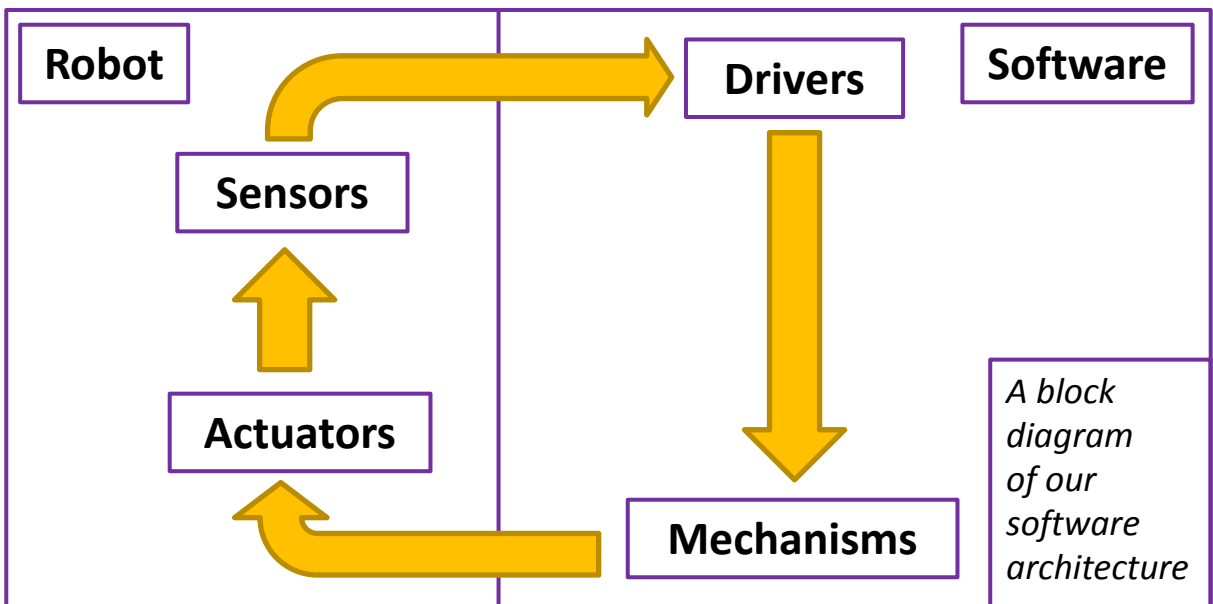 Robot
Drivers
Software
Sensors
Actuators
Mechanisms
A block
diagram
of our
software
architecture